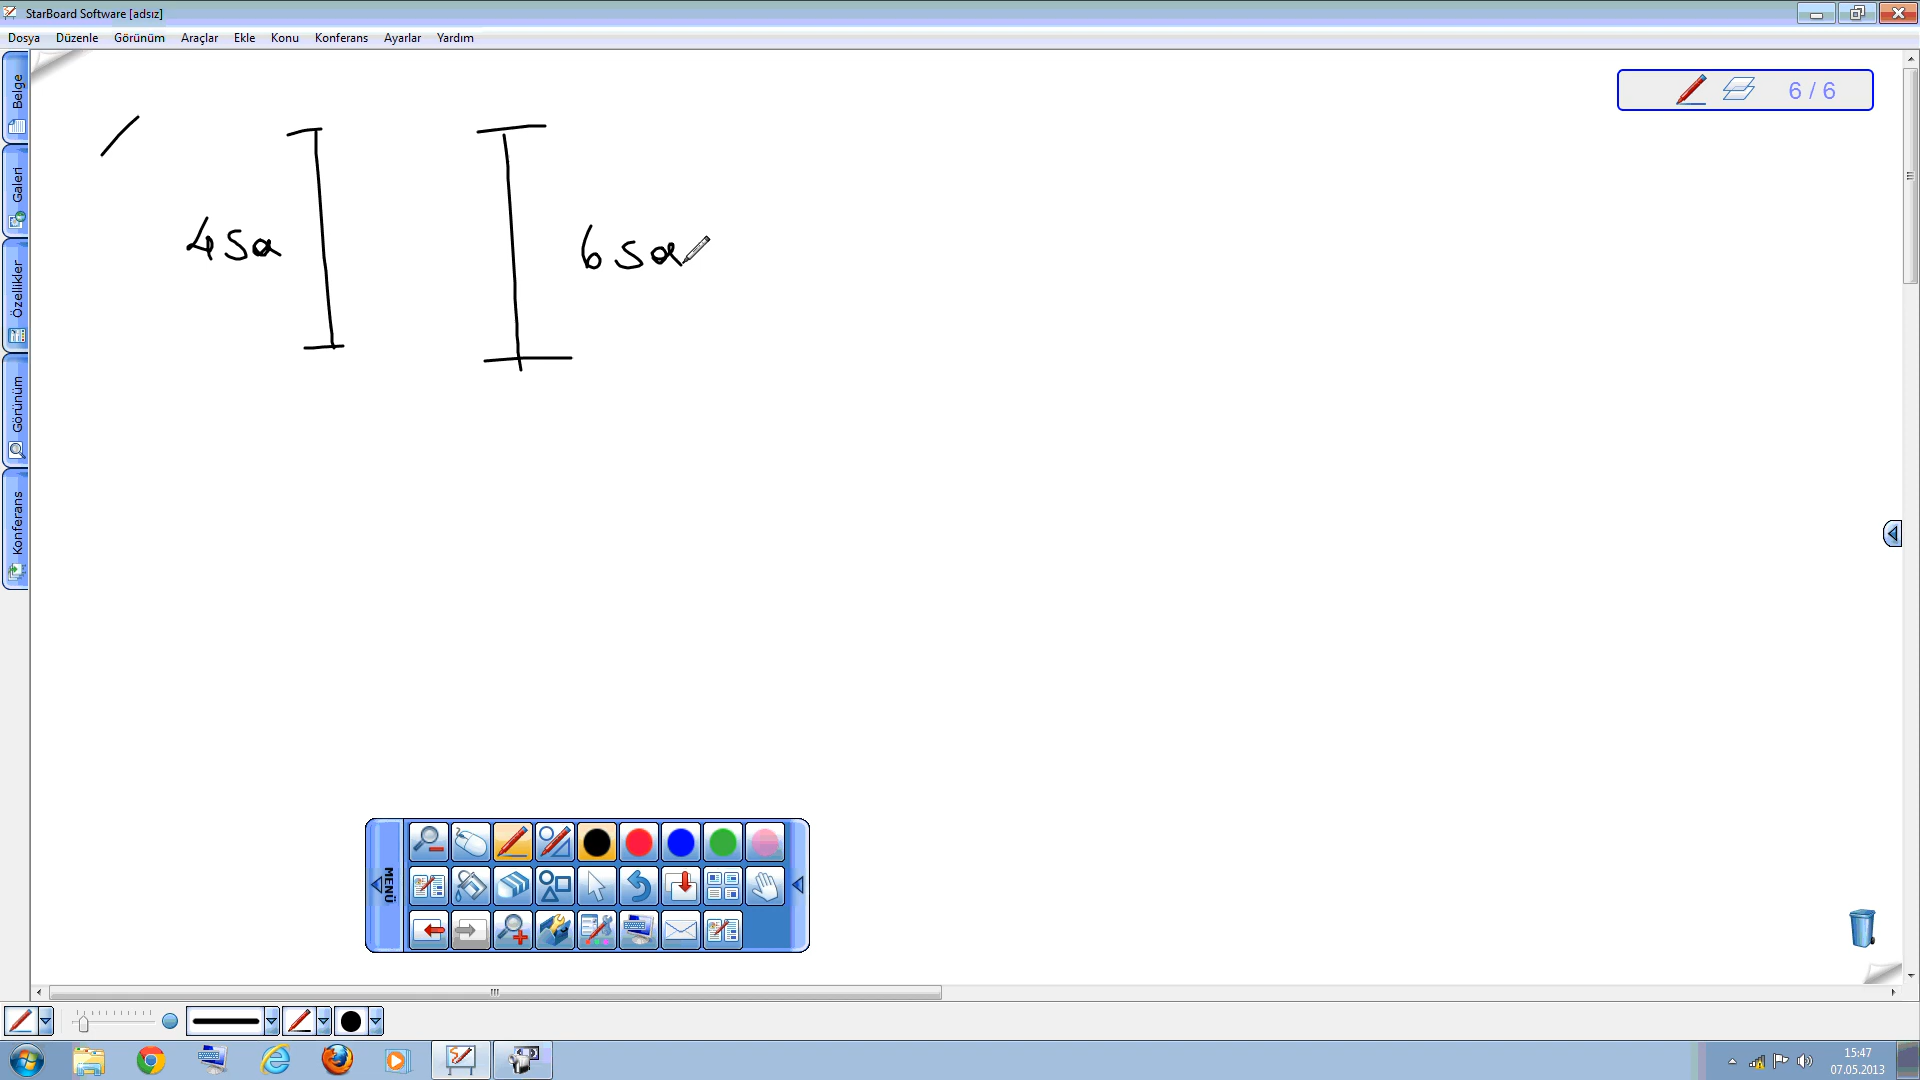 StarBoard Software [adsız]
Dosya Düzenle Görünüm Araçlar Ekle Konu Konferans Ayarlar Yardım
Belge
Galeri
Özellikler
Görünüm
Konferans
6 / 6
4 sa
6 sa
MENÜ
15:47
07.05.2013